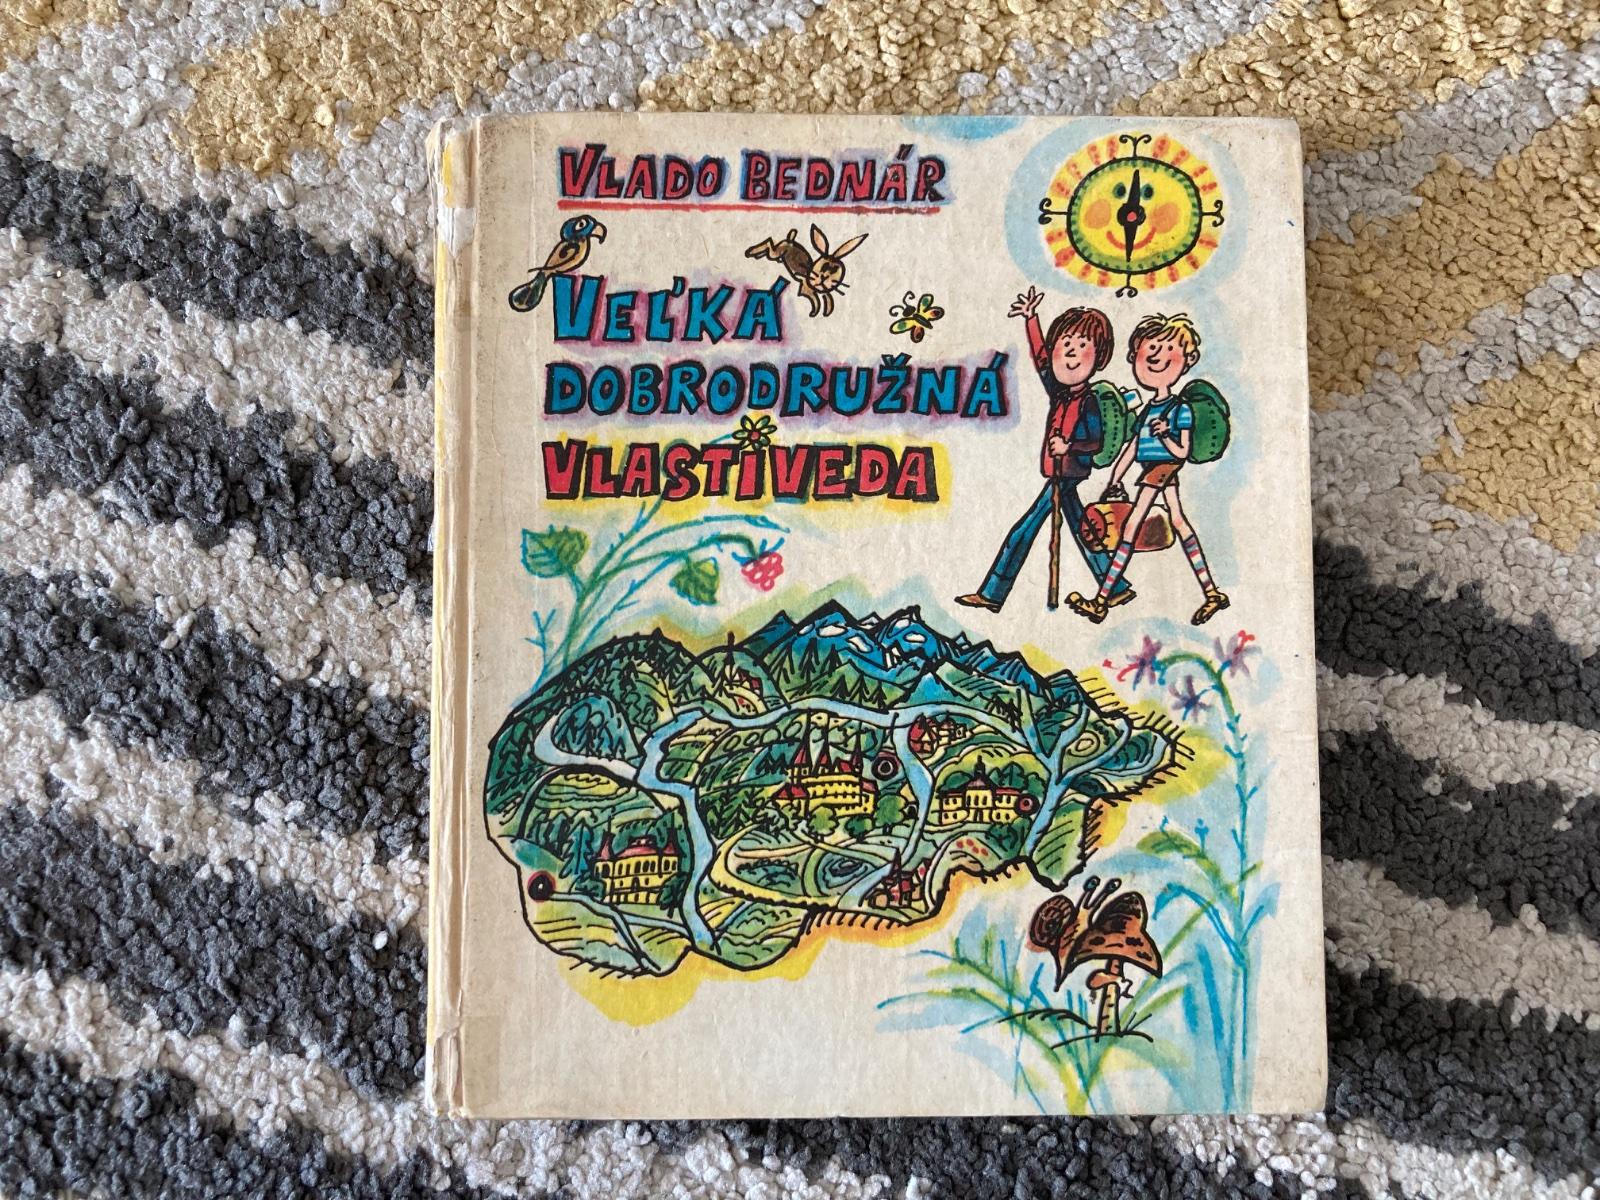 VLADO BEDNÁR
VEĽKÁ
DOBRODRUŽNÁ
VLASTIVEDA